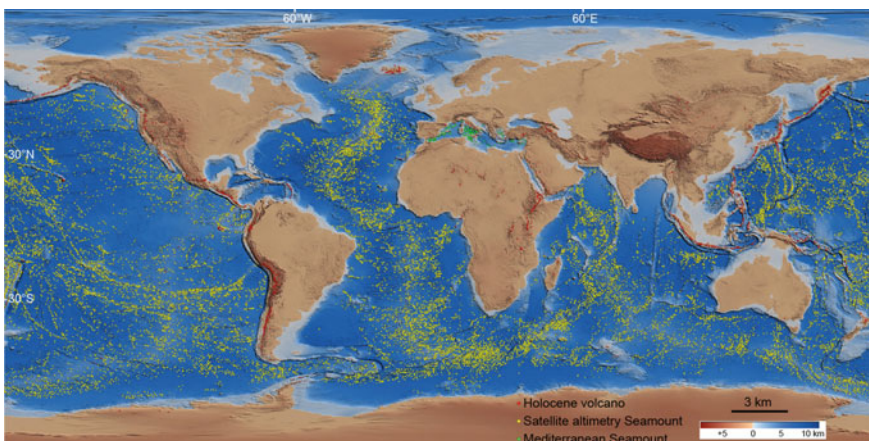 60°W 60°E
30°N
30°S
Holocene volcano
3 km
Satellite altimetry Seamount
+5 0 5 10 km
Mediterranean Seamount